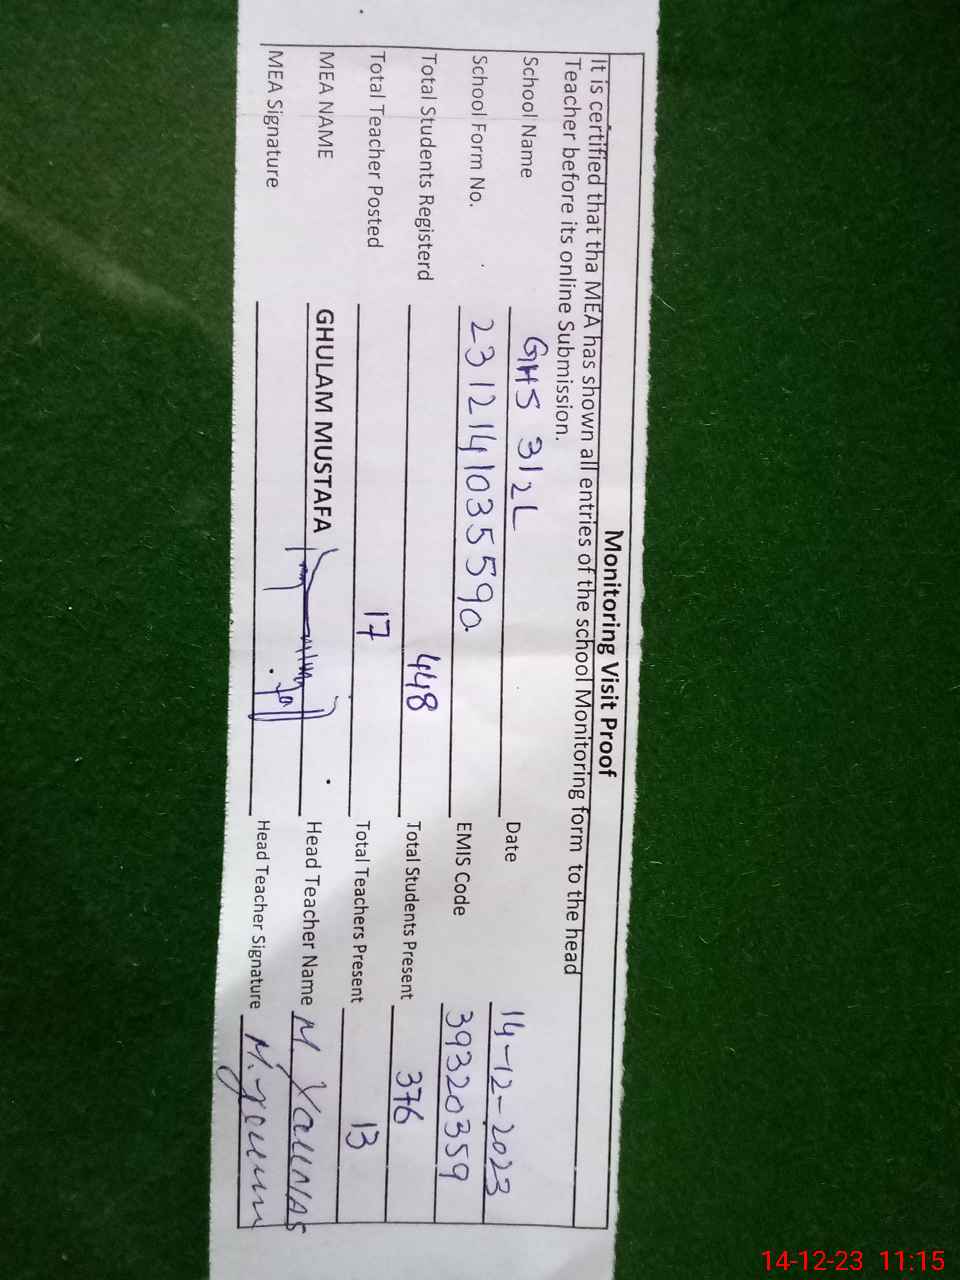 Monitoring Visit Proof
It is certified that tha MEA has shown all entries of the school Monitoring form to the head
Teacher before its online Submission.
School Name GHS 31 2L Date 14-12-2023
School Form No. 23121410355590 EMIS Code 39320359
Total Students Registerd 448 Total Students Present 376
Total Teacher Posted 17 Total Teachers Present 13
MEA NAME GHULAM MUSTAFA Head Teacher Name M YOUNAS
MEA Signature Head Teacher Signature
14-12-23 11:15